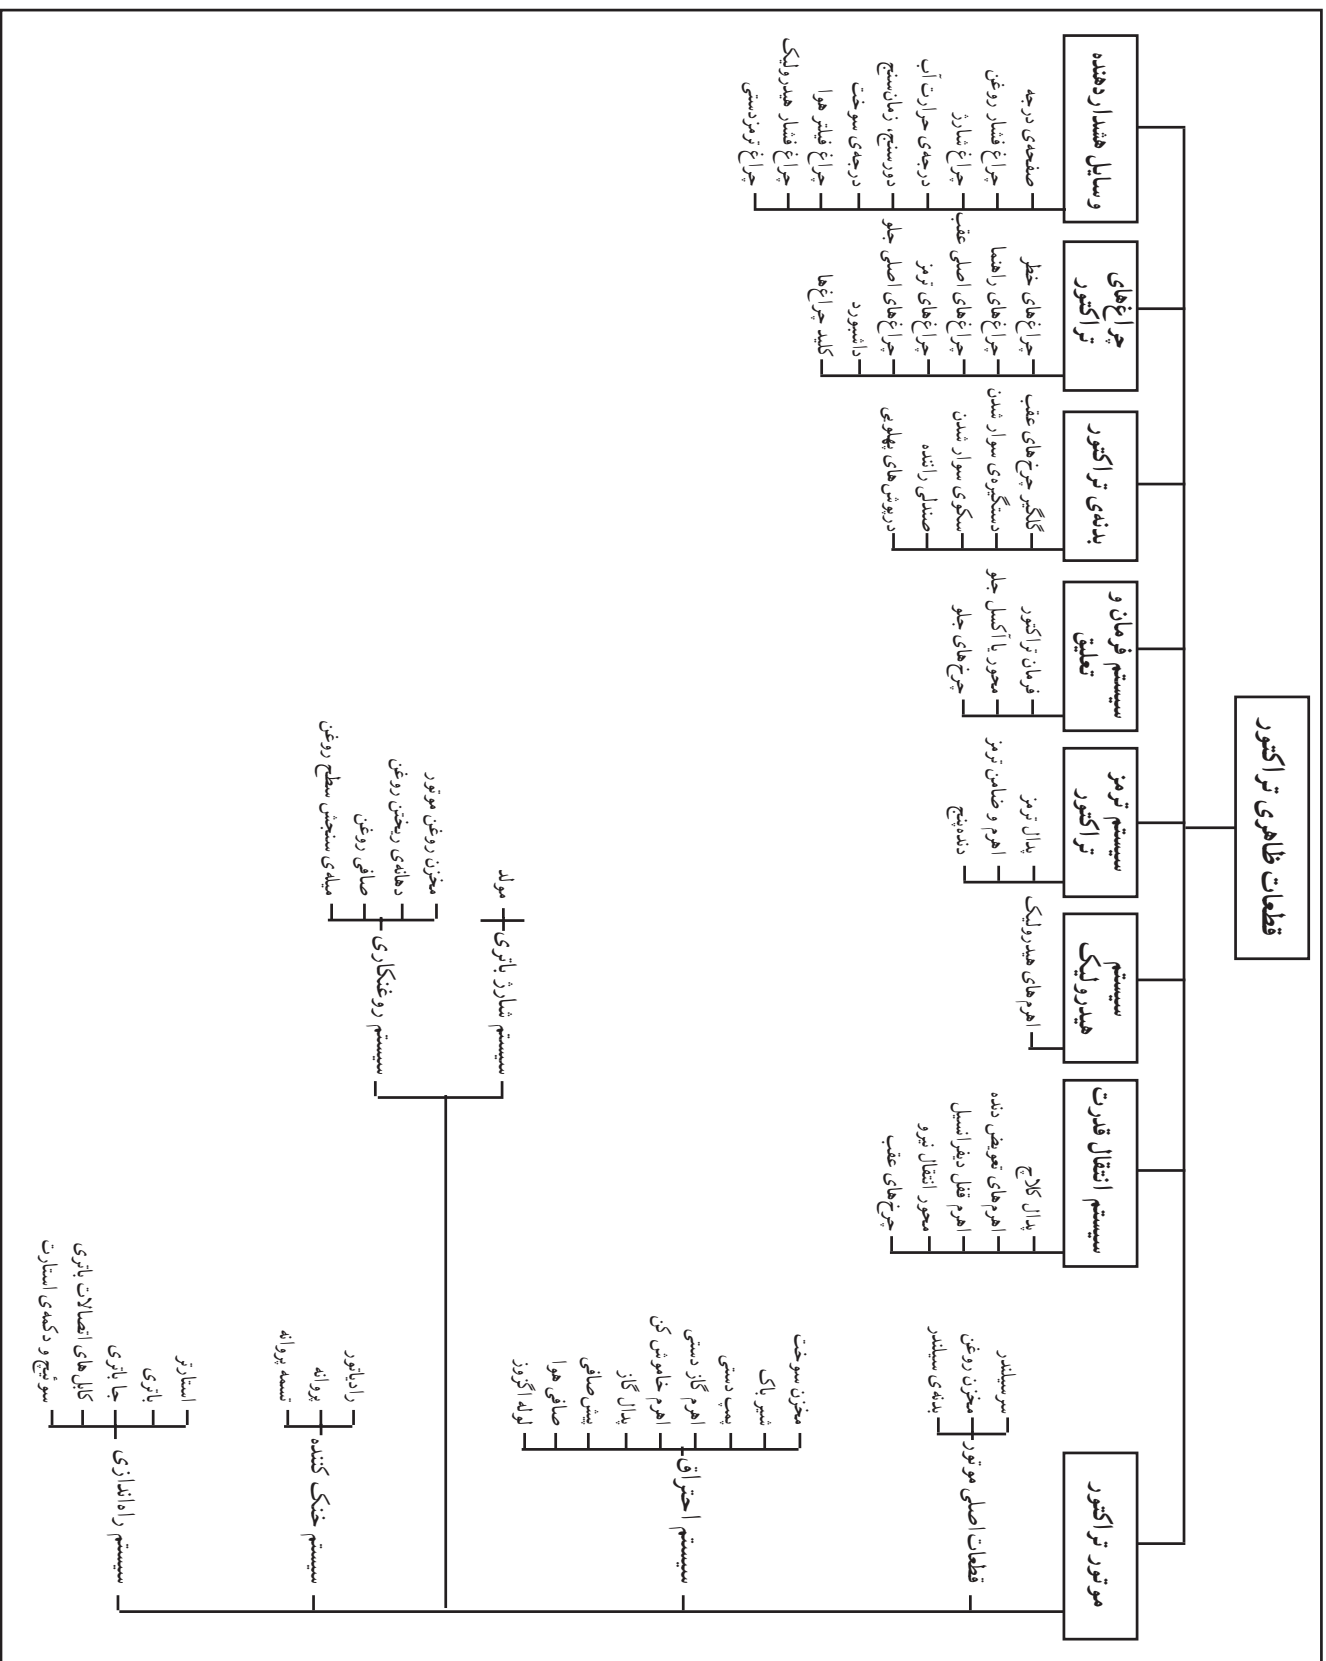 قطعات ظاهری تراکتور
موتور تراکتور
قطعات اصلی موتور
سرسیلندر
مخزن روغن
بدنه‌ی سیلندر
سیستم احتراق
مخزن سوخت
شیر باک
پمپ دستی
اهرم گاز دستی
اهرم خاموش کن
پدال گاز
پیش‌صافی
صافی هوا
لوله اگزوز
سیستم شارژ باتری
مولد
سیستم روغنکاری
مخزن روغن موتور
دهانه‌ی ریختن روغن
صافی روغن
میله‌ی سنجش سطح روغن
سیستم خنک کننده
رادیاتور
پروانه
تسمه پروانه
سیستم راه‌اندازی
استارتر
باتری
جا باتری
کابل‌های اتصالات باتری
سوئیچ و دکمه‌ی استارت
سیستم انتقال قدرت
پدال کلاچ
اهرم‌های تعویض دنده
اهرم قفل دیفرانسیل
محور انتقال نیرو
چرخ‌های عقب
سیستم
هیدرولیک
اهرم‌های هیدرولیک
سیستم ترمز
تراکتور
پدال ترمز
اهرم و ضامن ترمز
دنده‌پنج
سیستم فرمان و
تعلیق
فرمان تراکتور
محور یا آکسل جلو
چرخ‌های جلو
بدنه‌ی تراکتور
گلگیر چرخ‌های عقب
دستگیره‌ی سوار شدن
سکوی سوار شدن
صندلی راننده
درپوش‌های پهلویی
چراغ‌های
تراکتور
چراغ‌های خطر
چراغ‌های راهنما
چراغ‌های اصلی عقب
چراغ‌های ترمز
چراغ‌های اصلی جلو
داشبورد
کلید چراغ‌ها
وسایل هشدار دهنده
صفحه‌ی درجه
چراغ فشار روغن
چراغ شارژ
درجه‌ی حرارت آب
دورسنج، زمان‌سنج
درجه‌ی سوخت
چراغ فیلتر هوا
چراغ فشار هیدرولیک
چراغ ترمزدستی